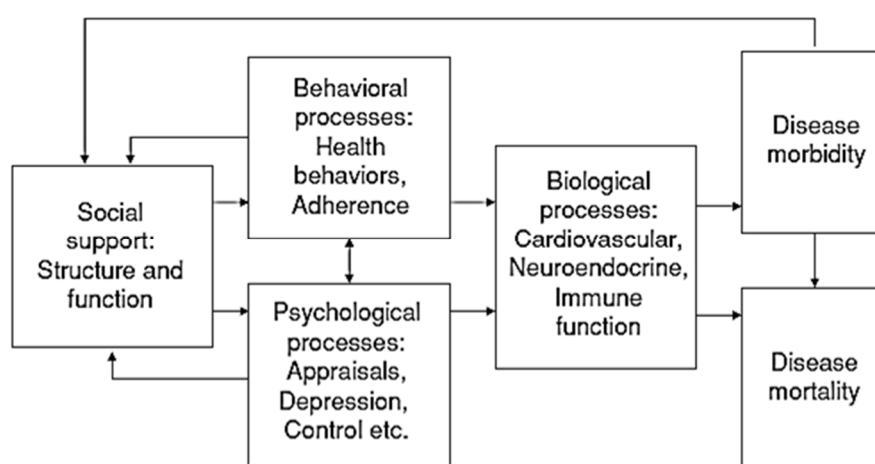 Social
support:
Structure and
function
Behavioral
processes:
Health
behaviors,
Adherence
Psychological
processes:
Appraisals,
Depression,
Control etc.
Biological
processes:
Cardiovascular,
Neuroendocrine,
Immune
function
Disease
morbidity
Disease
mortality